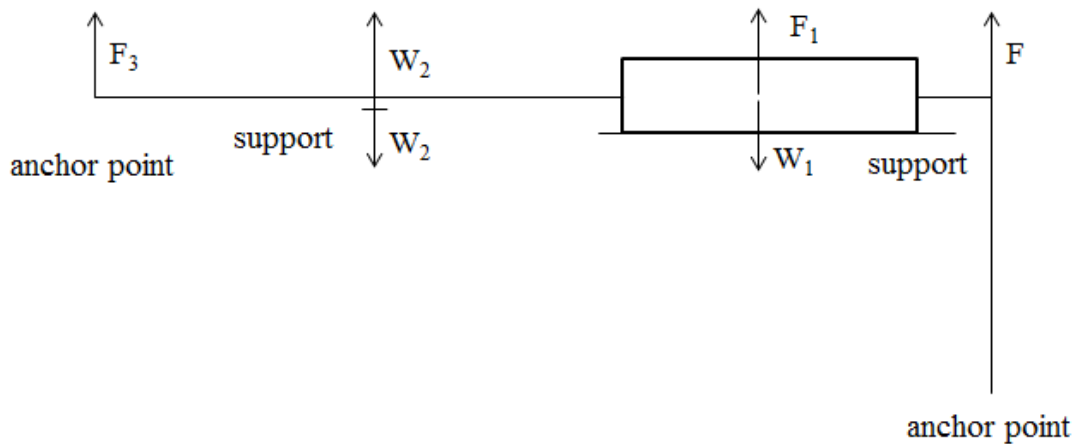 F₃
W₂
F₁
F
support
W₂
anchor point
W₁
support
anchor point